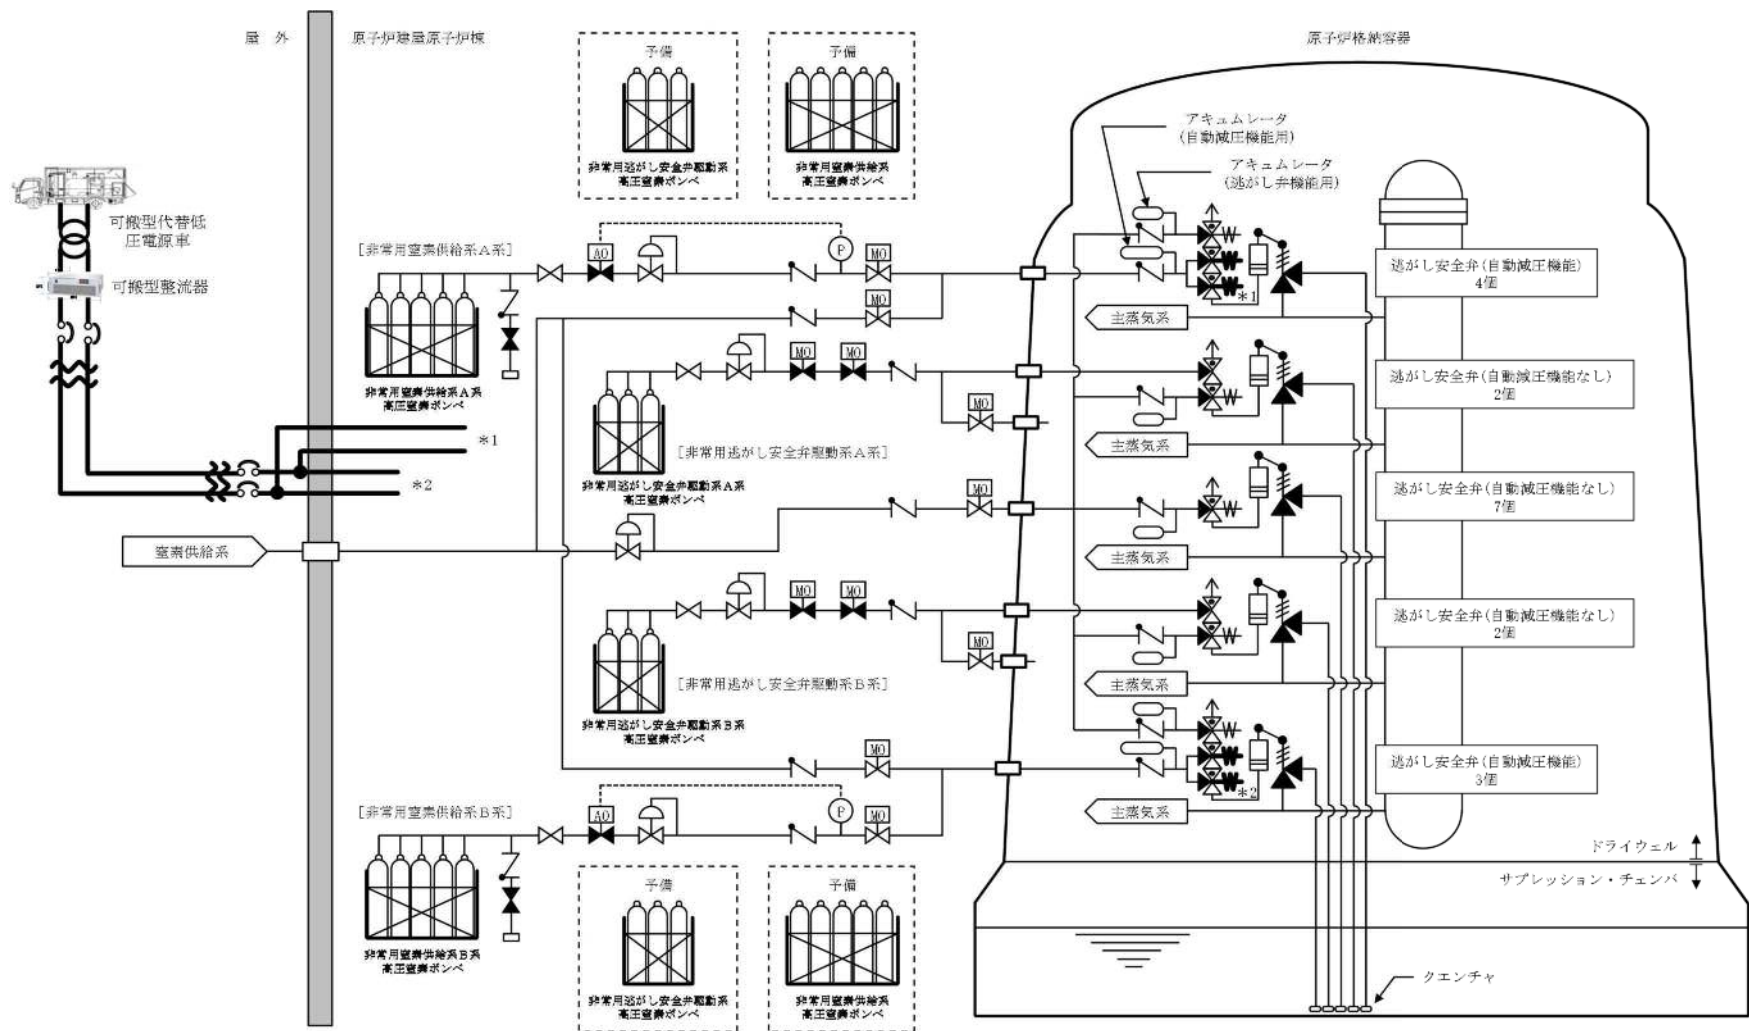 屋 外
原子炉建屋原子炉棟
予備
非常用逃がし安全弁駆動系
高圧窒素ボンベ
予備
非常用窒素供給系
高圧窒素ボンベ
原子炉格納容器
アキュムレータ
(自動減圧機能用)
アキュムレータ
(逃がし弁機能用)
可搬型代替低
圧電源車
可搬型整流器
[非常用窒素供給系A系]
AO
P
MO
非常用窒素供給系A系
高圧窒素ボンベ
MO
*1
主蒸気系
逃がし安全弁(自動減圧機能)
4個
MO
MO
MO
非常用逃がし安全弁駆動系A系
高圧窒素ボンベ
[非常用逃がし安全弁駆動系A系]
主蒸気系
逃がし安全弁(自動減圧機能なし)
2個
*1
*2
MO
主蒸気系
逃がし安全弁(自動減圧機能なし)
7個
窒素供給系
MO
MO
MO
[非常用逃がし安全弁駆動系B系]
非常用逃がし安全弁駆動系B系
高圧窒素ボンベ
主蒸気系
逃がし安全弁(自動減圧機能なし)
2個
MO
*2
主蒸気系
逃がし安全弁(自動減圧機能)
3個
[非常用窒素供給系B系]
AO
P
MO
非常用窒素供給系B系
高圧窒素ボンベ
予備
非常用逃がし安全弁駆動系
高圧窒素ボンベ
予備
非常用窒素供給系
高圧窒素ボンベ
ドライウェル
サプレッション・チェンバ
クエンチャ